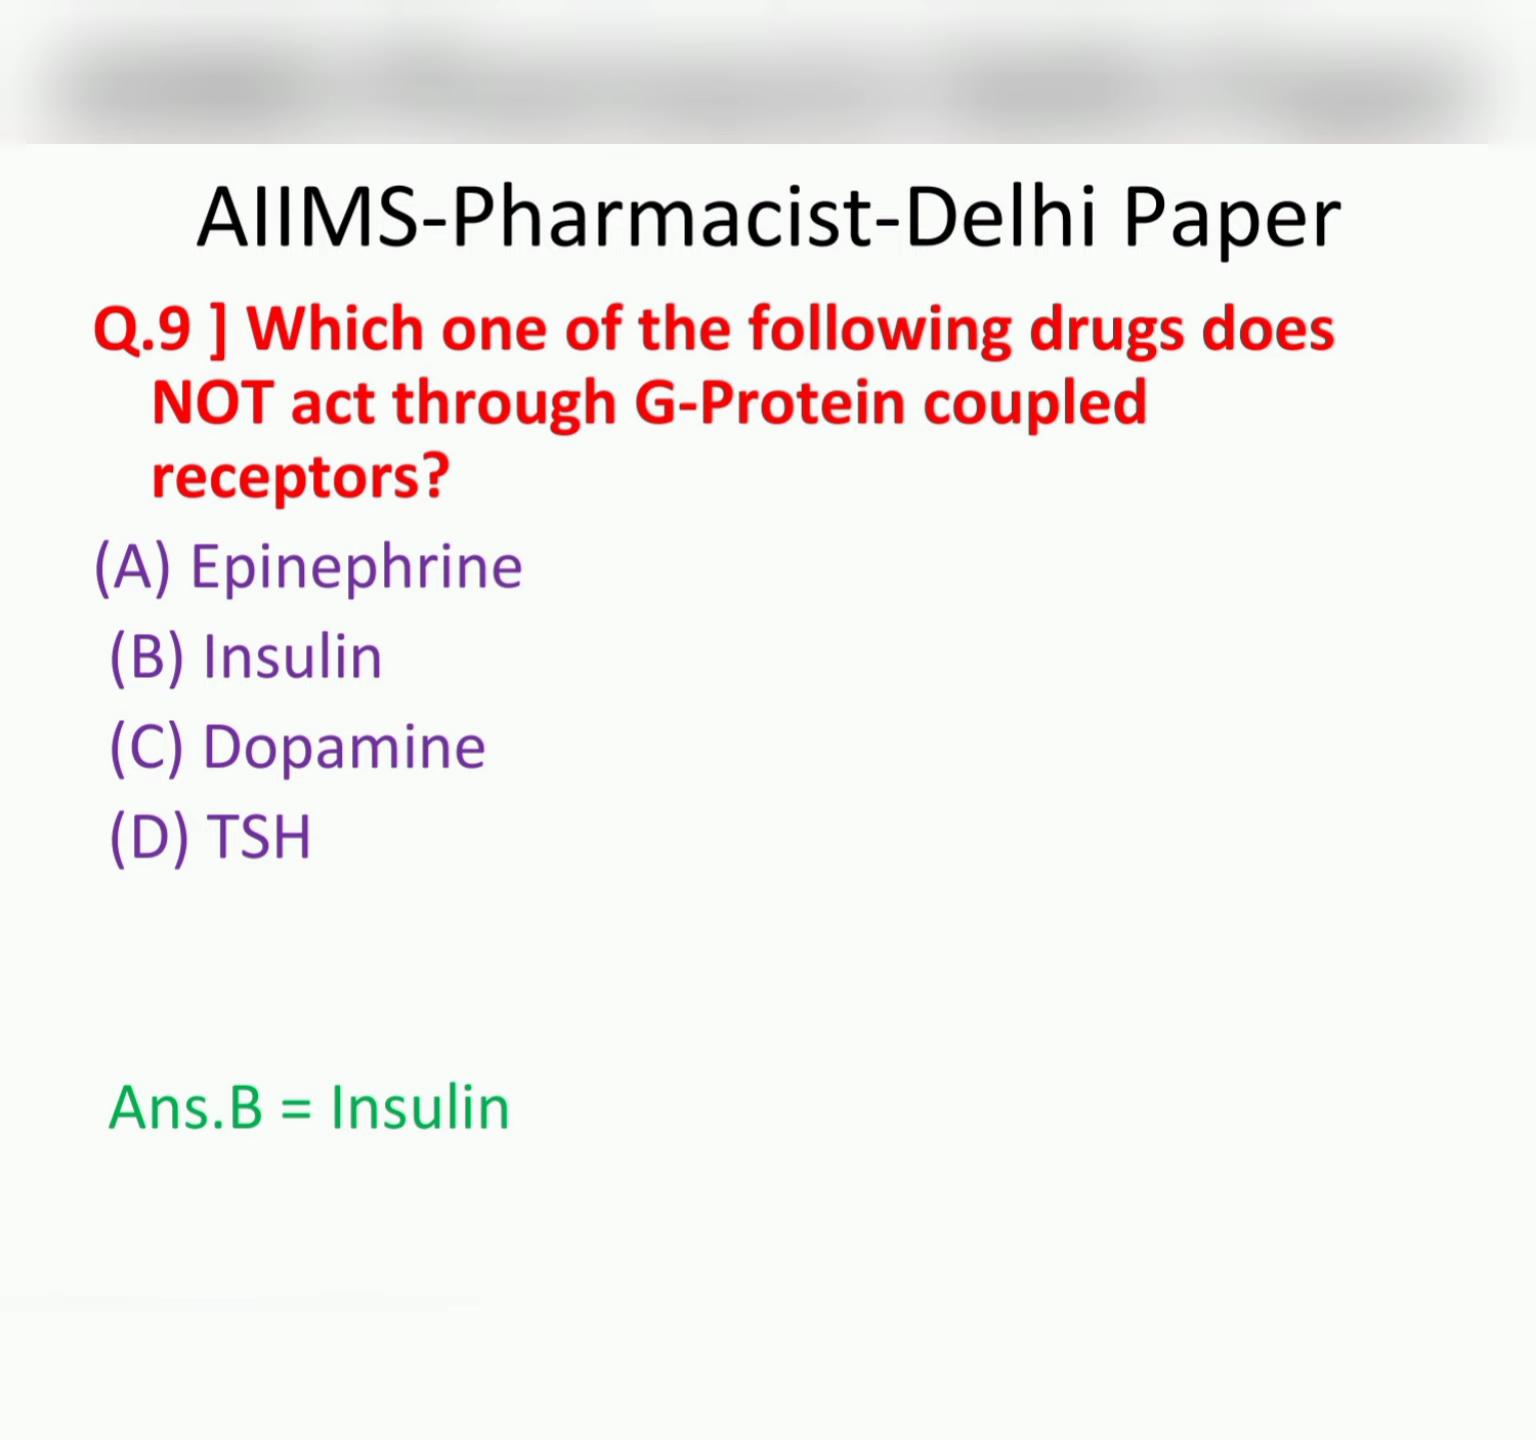 AIIMS-Pharmacist-Delhi Paper
Q.9 ] Which one of the following drugs does
NOT act through G-Protein coupled
receptors?
(A) Epinephrine
(B) Insulin
(C) Dopamine
(D) TSH
Ans.B = Insulin